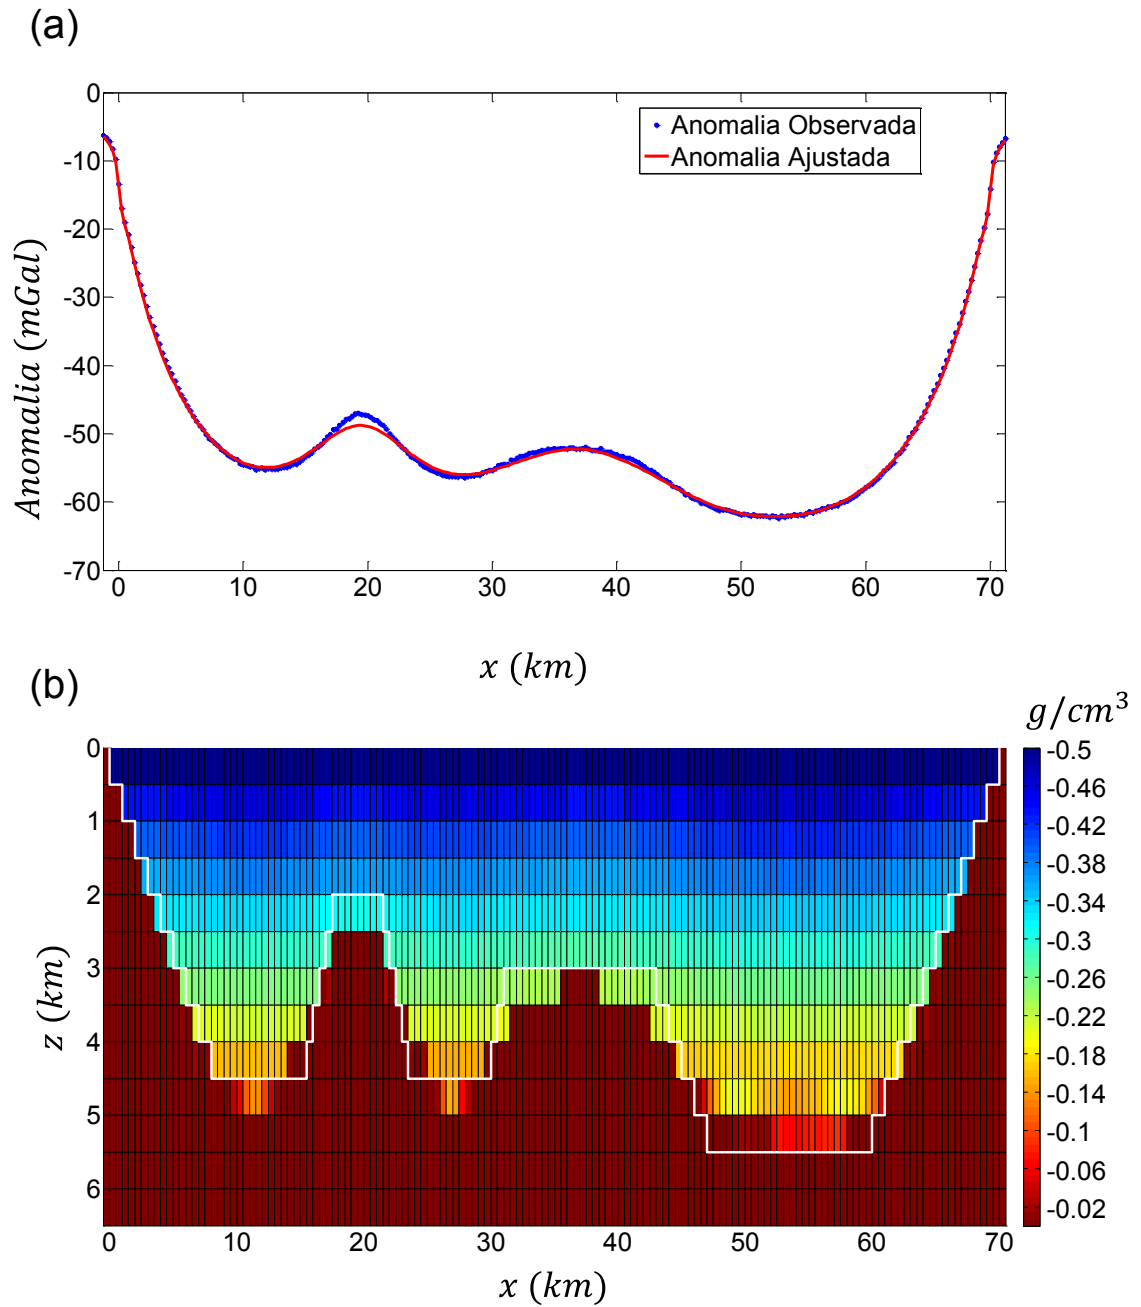 (a)
0
-10
-20
-30
-40
-50
-60
-70
Anomalia (mGal)
Anomalia Observada
Anomalia Ajustada
0 10 20 30 40 50 60 70
x (km)
(b)
g/cm³
0
1
2
3
4
5
6
z (km)
-0.5
-0.46
-0.42
-0.38
-0.34
-0.3
-0.26
-0.22
-0.18
-0.14
-0.1
-0.06
-0.02
0 10 20 30 40 50 60 70
x (km)